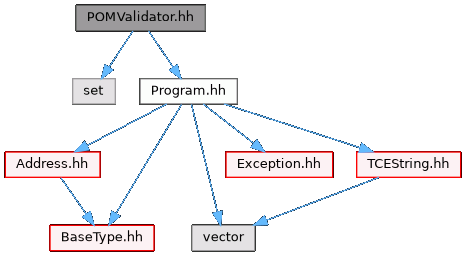 POMValidator.hh
set
Program.hh
Address.hh
Exception.hh
TCEString.hh
BaseType.hh
vector